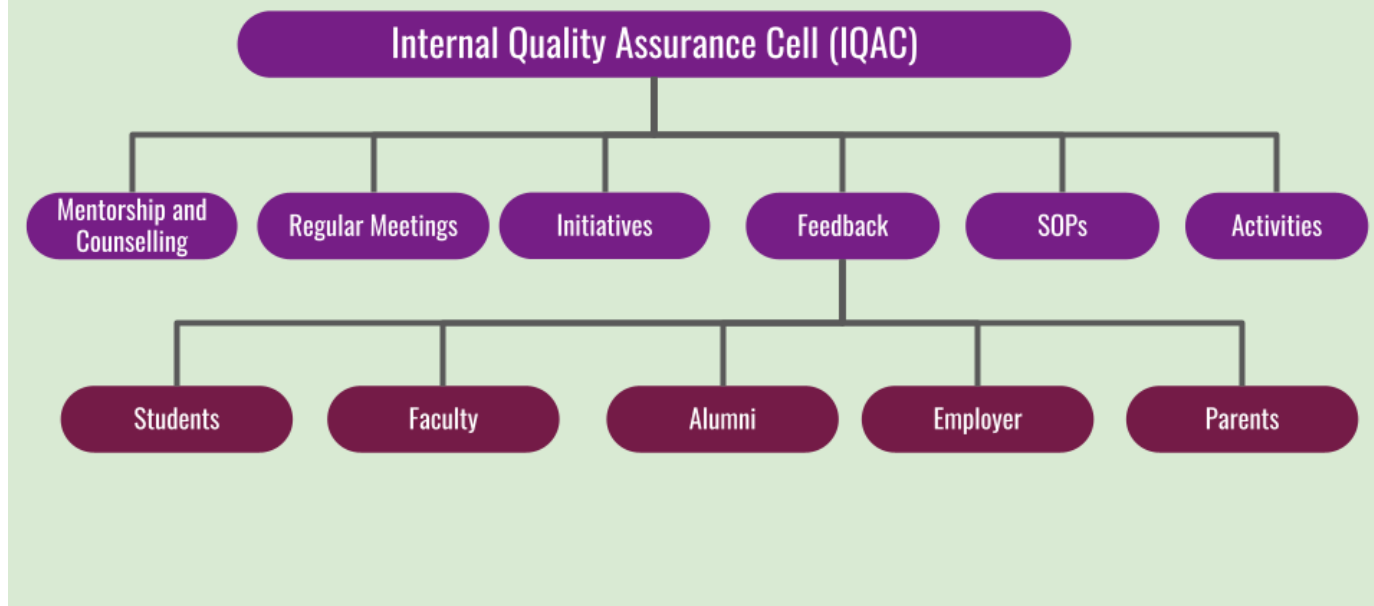 Internal Quality Assurance Cell (IQAC)
Mentorship and
Counselling
Regular Meetings
Initiatives
Feedback
SOPs
Activities
Students
Faculty
Alumni
Employer
Parents